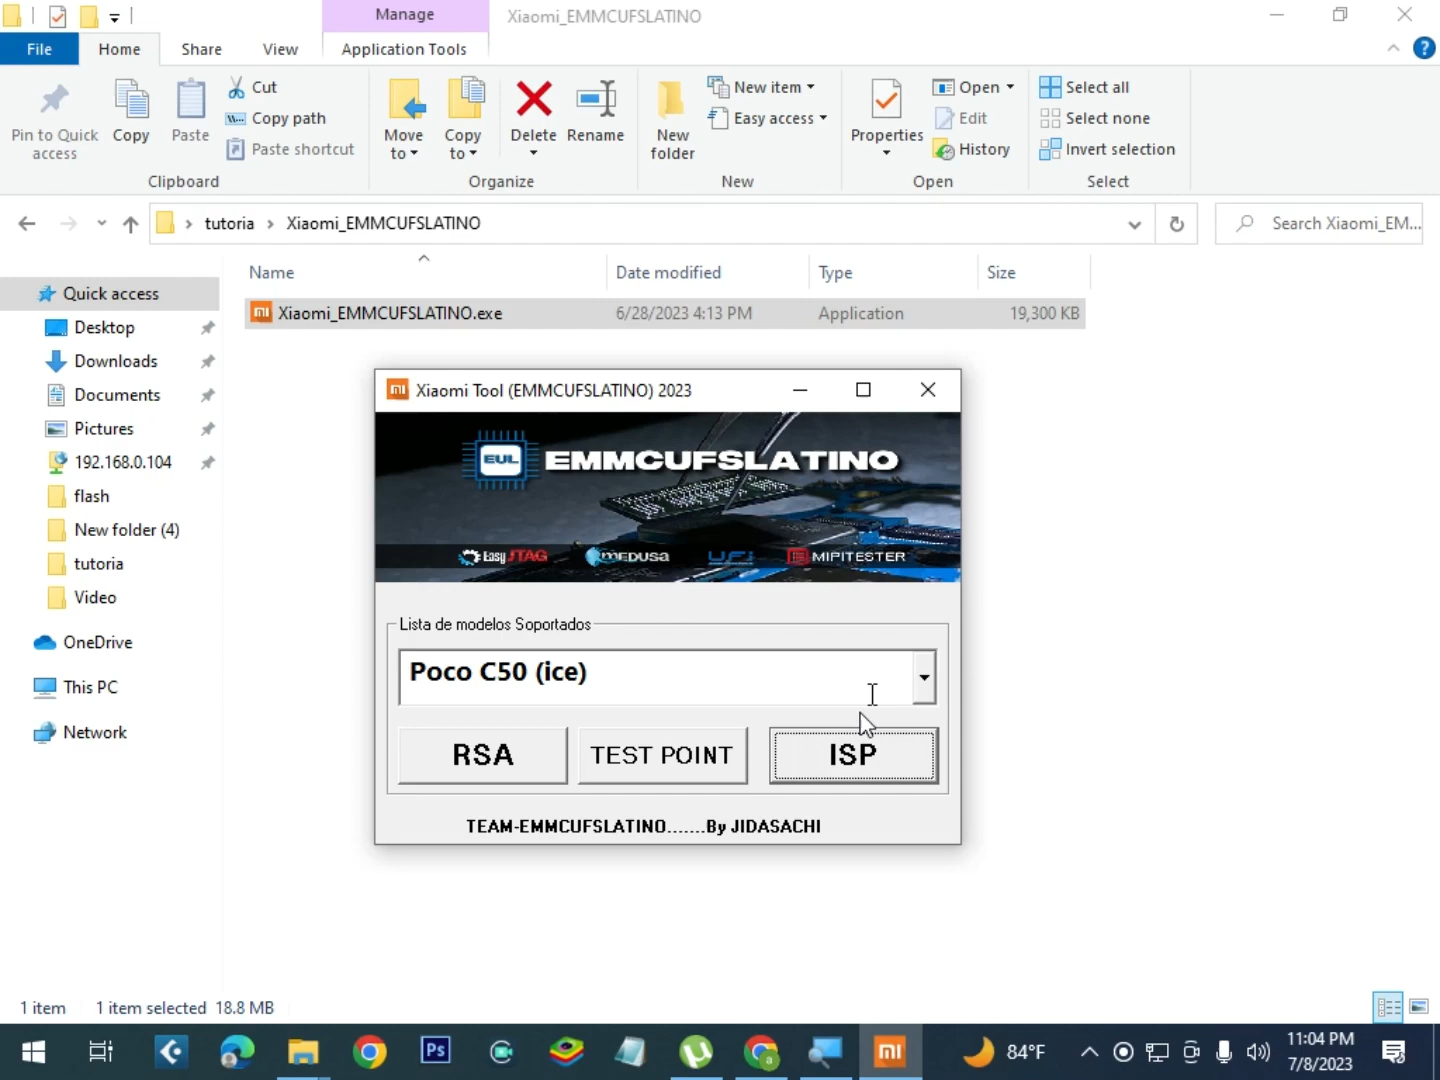 Manage
Xiaomi_EMMCUFSLATINO
File
Home
Share
View
Application Tools
Pin to Quick access
Copy
Paste
Cut
Copy path
Paste shortcut
Clipboard
Move to
Copy to
Delete
Rename
Organize
New folder
New item
Easy access
New
Properties
Open
Edit
History
Open
Select all
Select none
Invert selection
Select
tutoria
Xiaomi_EMMCUFSLATINO
Search Xiaomi_EM...
Name
Date modified
Type
Size
Xiaomi_EMMCUFSLATINO.exe
6/28/2023 4:13 PM
Application
19,300 KB
Quick access
Desktop
Downloads
Documents
Pictures
192.168.0.104
flash
New folder (4)
tutoria
Video
OneDrive
This PC
Network
Xiaomi Tool (EMMCUFSLATINO) 2023
EUL
EMMCUFSLATINO
Easy JTAG
MEDUSA
UFi
MIPITESTER
Lista de modelos Soportados
Poco C50 (ice)
RSA
TEST POINT
ISP
TEAM-EMMCUFSLATINO.......By JIDASACHI
1 item
1 item selected 18.8 MB
Ps
84°F
11:04 PM
7/8/2023